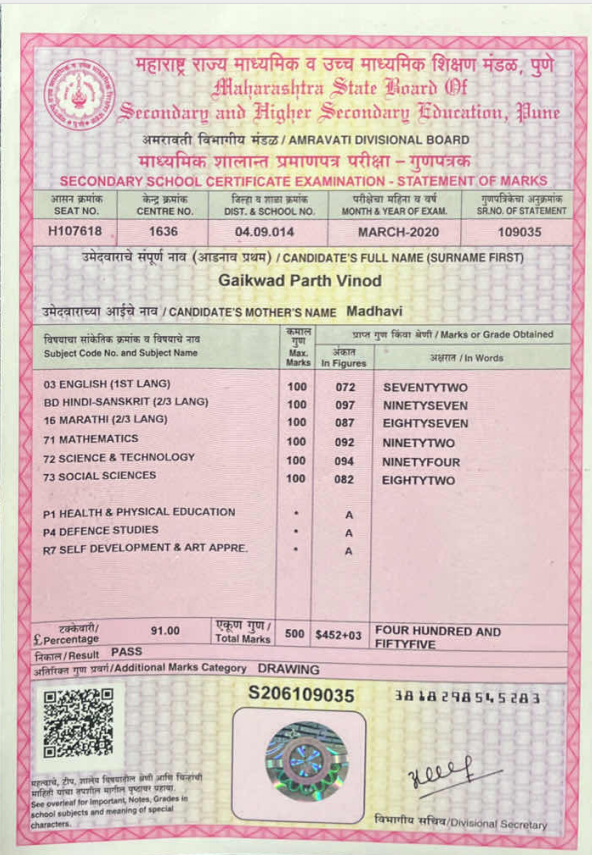 महाराष्ट्र राज्य माध्यमिक व उच्च माध्यमिक शिक्षण मंडळ, पुणे
Maharashtra State Board Of
Secondary and Higher Secondary Education, Pune
अमरावती विभागीय मंडळ / AMRAVATI DIVISIONAL BOARD
माध्यमिक शालान्त प्रमाणपत्र परीक्षा – गुणपत्रक
SECONDARY SCHOOL CERTIFICATE EXAMINATION - STATEMENT OF MARKS
आसन क्रमांक केन्द्र क्रमांक जिल्हा व शाळा क्रमांक परीक्षेचा महिना व वर्ष गुणपत्रिकेचा अनुक्रमांक
SEAT NO. CENTRE NO. DIST. & SCHOOL NO. MONTH & YEAR OF EXAM. SR.NO. OF STATEMENT
H107618 1636 04.09.014 MARCH-2020 109035
उमेदवाराचे संपूर्ण नाव (आडनाव प्रथम) / CANDIDATE'S FULL NAME (SURNAME FIRST)
Gaikwad Parth Vinod
उमेदवाराच्या आईचे नाव / CANDIDATE'S MOTHER'S NAME Madhavi
विषयाचा सांकेतिक क्रमांक व विषयाचे नाव
Subject Code No. and Subject Name
कमाल
गुण
Max.
Marks
प्राप्त गुण किंवा श्रेणी / Marks or Grade Obtained
अंकात
In Figures
अक्षरात / In Words
03 ENGLISH (1ST LANG) 100 072 SEVENTYTWO
BD HINDI-SANSKRIT (2/3 LANG) 100 097 NINETYSEVEN
16 MARATHI (2/3 LANG) 100 087 EIGHTYSEVEN
71 MATHEMATICS 100 092 NINETYTWO
72 SCIENCE & TECHNOLOGY 100 094 NINETYFOUR
73 SOCIAL SCIENCES 100 082 EIGHTYTWO
P1 HEALTH & PHYSICAL EDUCATION * A
P4 DEFENCE STUDIES * A
R7 SELF DEVELOPMENT & ART APPRE. * A
टक्केवारी/
£Percentage
91.00
एकूण गुण /
Total Marks
500 $452+03
FOUR HUNDRED AND
FIFTYFIVE
निकाल/Result PASS
अतिरिक्त गुण प्रवर्ग/Additional Marks Category DRAWING
S206109035
3818298545283
महत्वाचे, टीप, शालेय विषयातील श्रेणी आणि चिन्हांची
माहिती यांचा तपशील मागील पृष्ठावर पहावा.
See overleaf for Important, Notes, Grades in
school subjects and meaning of special
characters.
विभागीय सचिव/Divisional Secretary